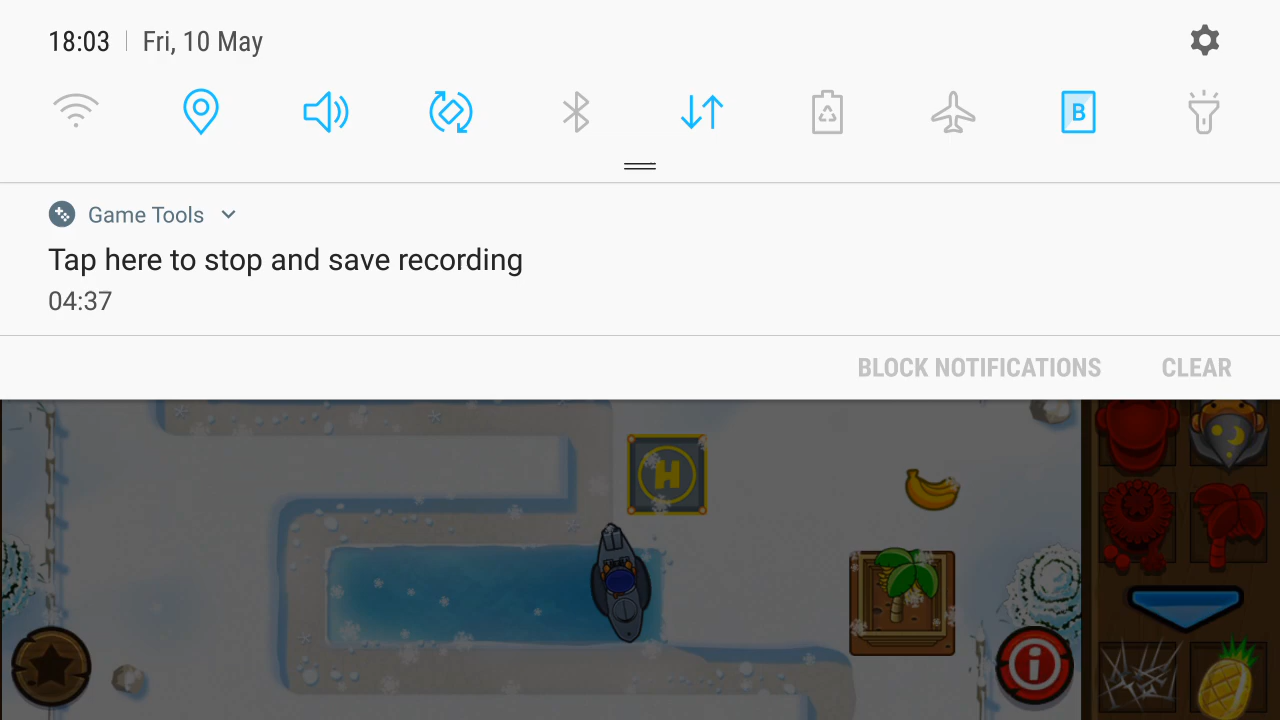 18:03 Fri, 10 May
B
Game Tools
Tap here to stop and save recording
04:37
BLOCK NOTIFICATIONS CLEAR
H
i